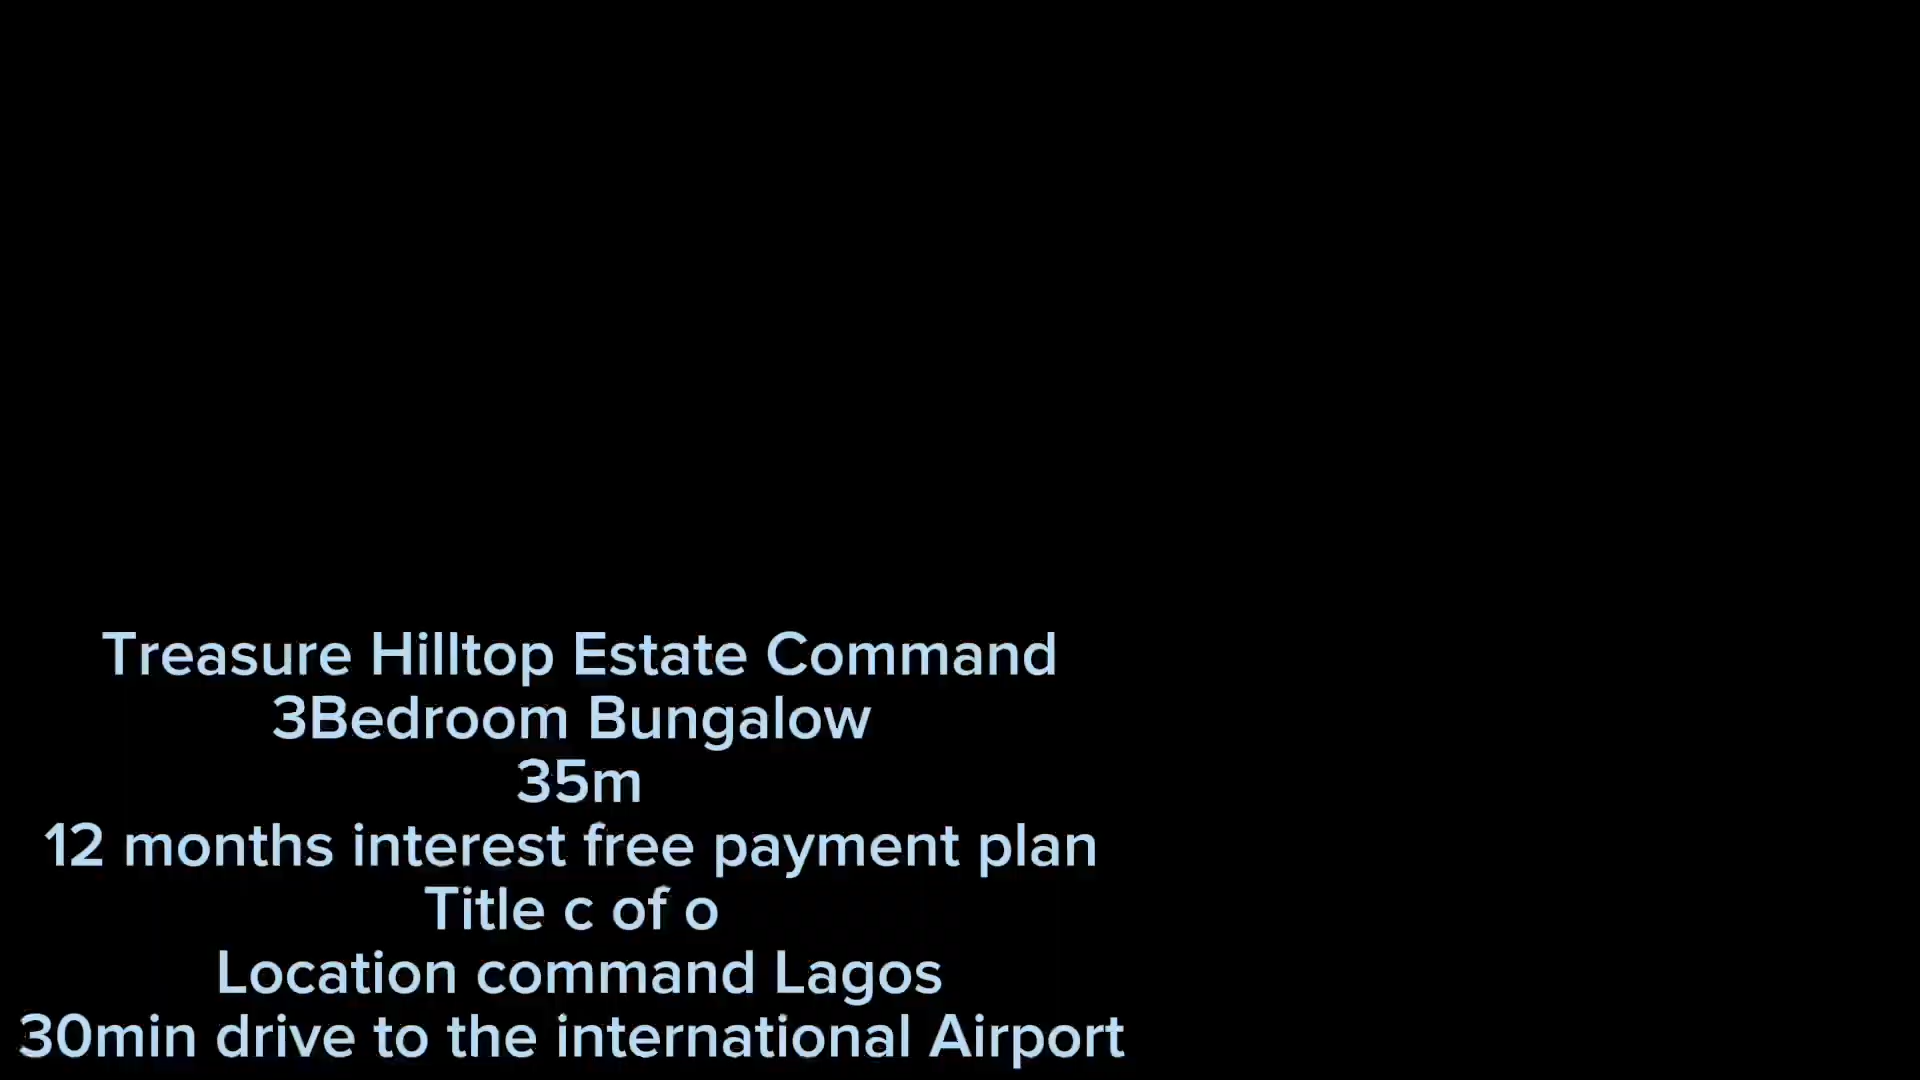 Treasure Hilltop Estate Command
3Bedroom Bungalow
35m
12 months interest free payment plan
Title c of o
Location command Lagos
30min drive to the international Airport